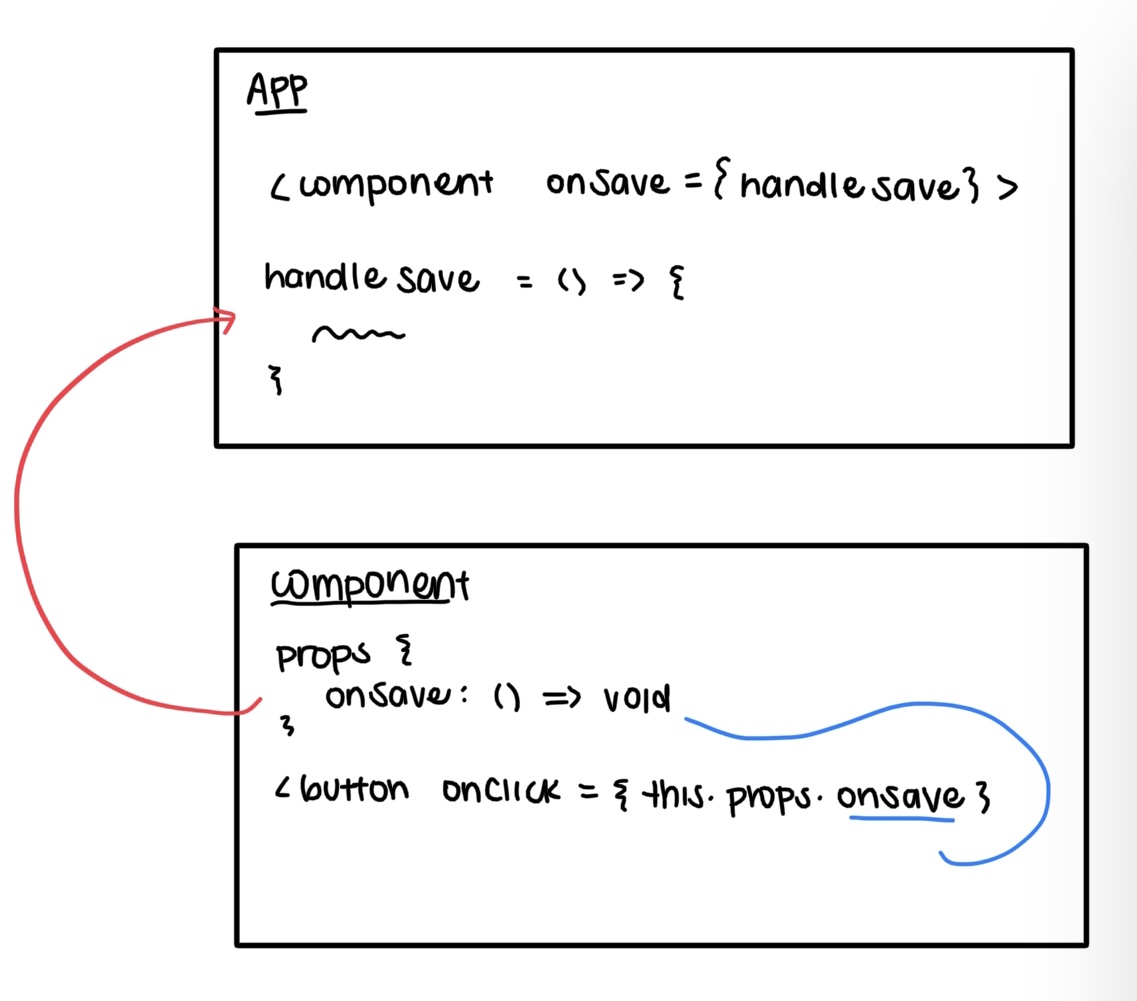 APP
<component onsave = { handle save } >
handle save = () => {
}
component
props {
onsave: () => void
}
<button onclick = { this. props. onsave }